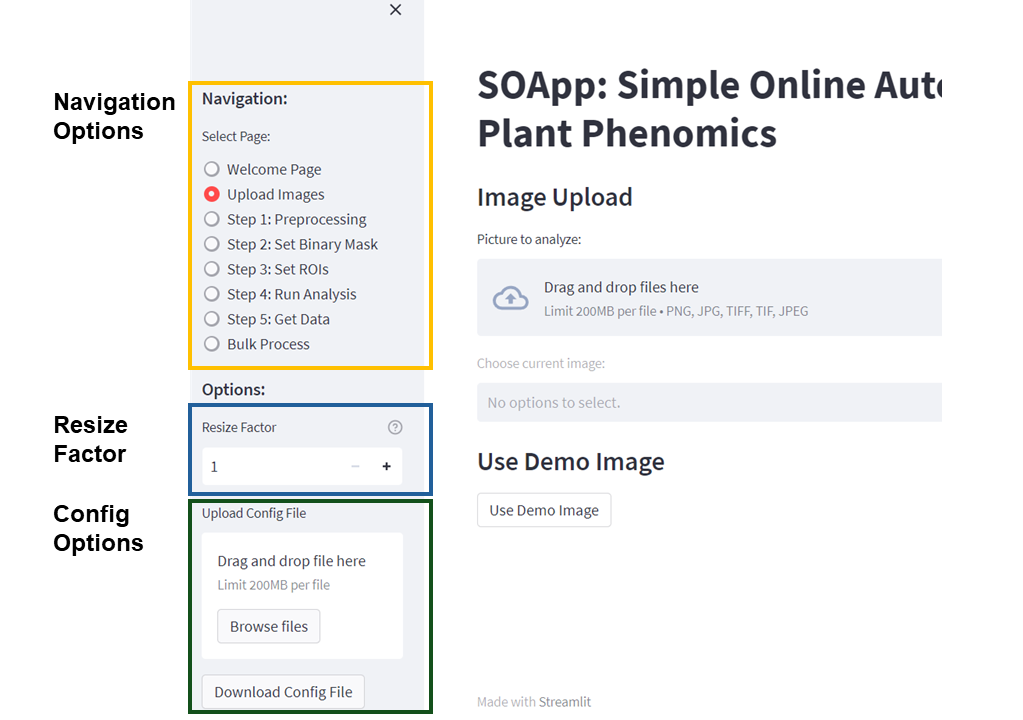 Navigation
Options
Navigation:
Select Page:
Welcome Page
Upload Images
Step 1: Preprocessing
Step 2: Set Binary Mask
Step 3: Set ROIs
Step 4: Run Analysis
Step 5: Get Data
Bulk Process
Options:
Resize
Factor
Resize Factor
?
1
− +
Config
Options
Upload Config File
Drag and drop file here
Limit 200MB per file
Browse files
Download Config File
SOApp: Simple Online Aut
Plant Phenomics
Image Upload
Picture to analyze:
Drag and drop files here
Limit 200MB per file • PNG, JPG, TIFF, TIF, JPEG
Choose current image:
No options to select.
Use Demo Image
Use Demo Image
Made with Streamlit